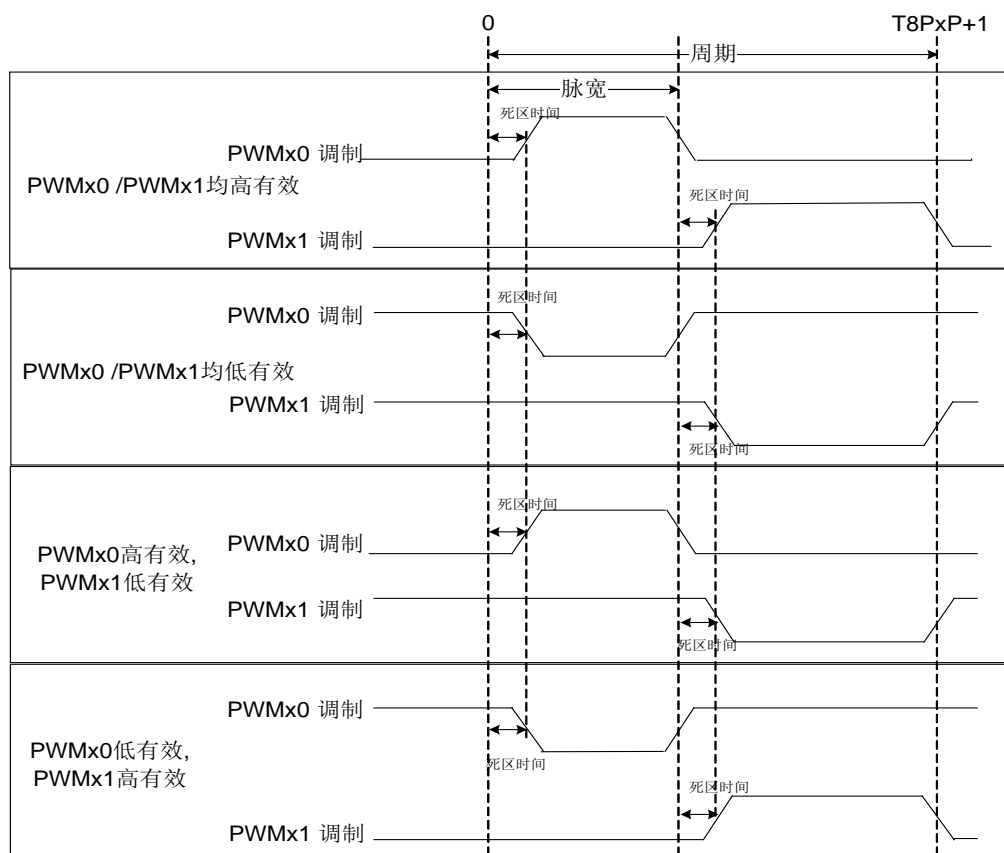 0
T8PxP+1
周期
脉宽
死区时间
PWMx0 调制
PWMx0 /PWMx1均高有效
死区时间
PWMx1 调制
死区时间
PWMx0 调制
PWMx0 /PWMx1均低有效
PWMx1 调制
死区时间
死区时间
PWMx0 调制
PWMx0高有效,
PWMx1低有效
PWMx1 调制
死区时间
PWMx0 调制
PWMx0低有效,
PWMx1高有效
死区时间
死区时间
PWMx1 调制